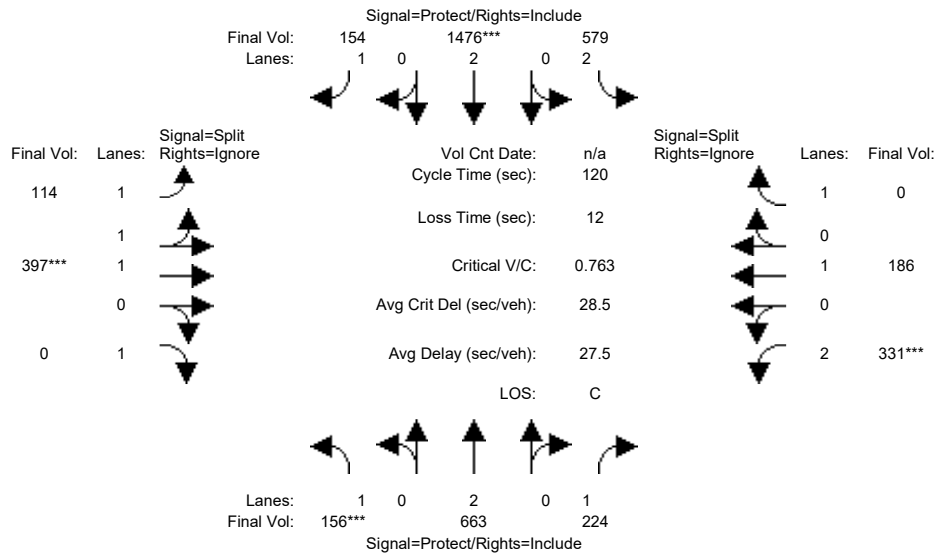 Signal=Protect/Rights=Include
Final Vol: 154 1476*** 579
Lanes: 1 0 2 0 2
Signal=Split Signal=Split
Final Vol: Lanes: Rights=Ignore Vol Cnt Date: n/a Rights=Ignore Lanes: Final Vol:
Cycle Time (sec): 120
114 1 1 0
Loss Time (sec): 12
1 0
397*** 1 Critical V/C: 0.763 1 186
0 Avg Crit Del (sec/veh): 28.5 0
0 1 Avg Delay (sec/veh): 27.5 2 331***
LOS: C
Lanes: 1 0 2 0 1
Final Vol: 156*** 663 224
Signal=Protect/Rights=Include